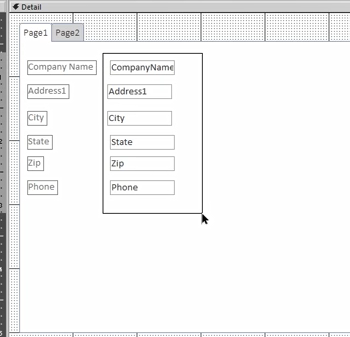 Detail
Page1 Page2
Company Name CompanyName
Address1 Address1
City City
State State
Zip Zip
Phone Phone